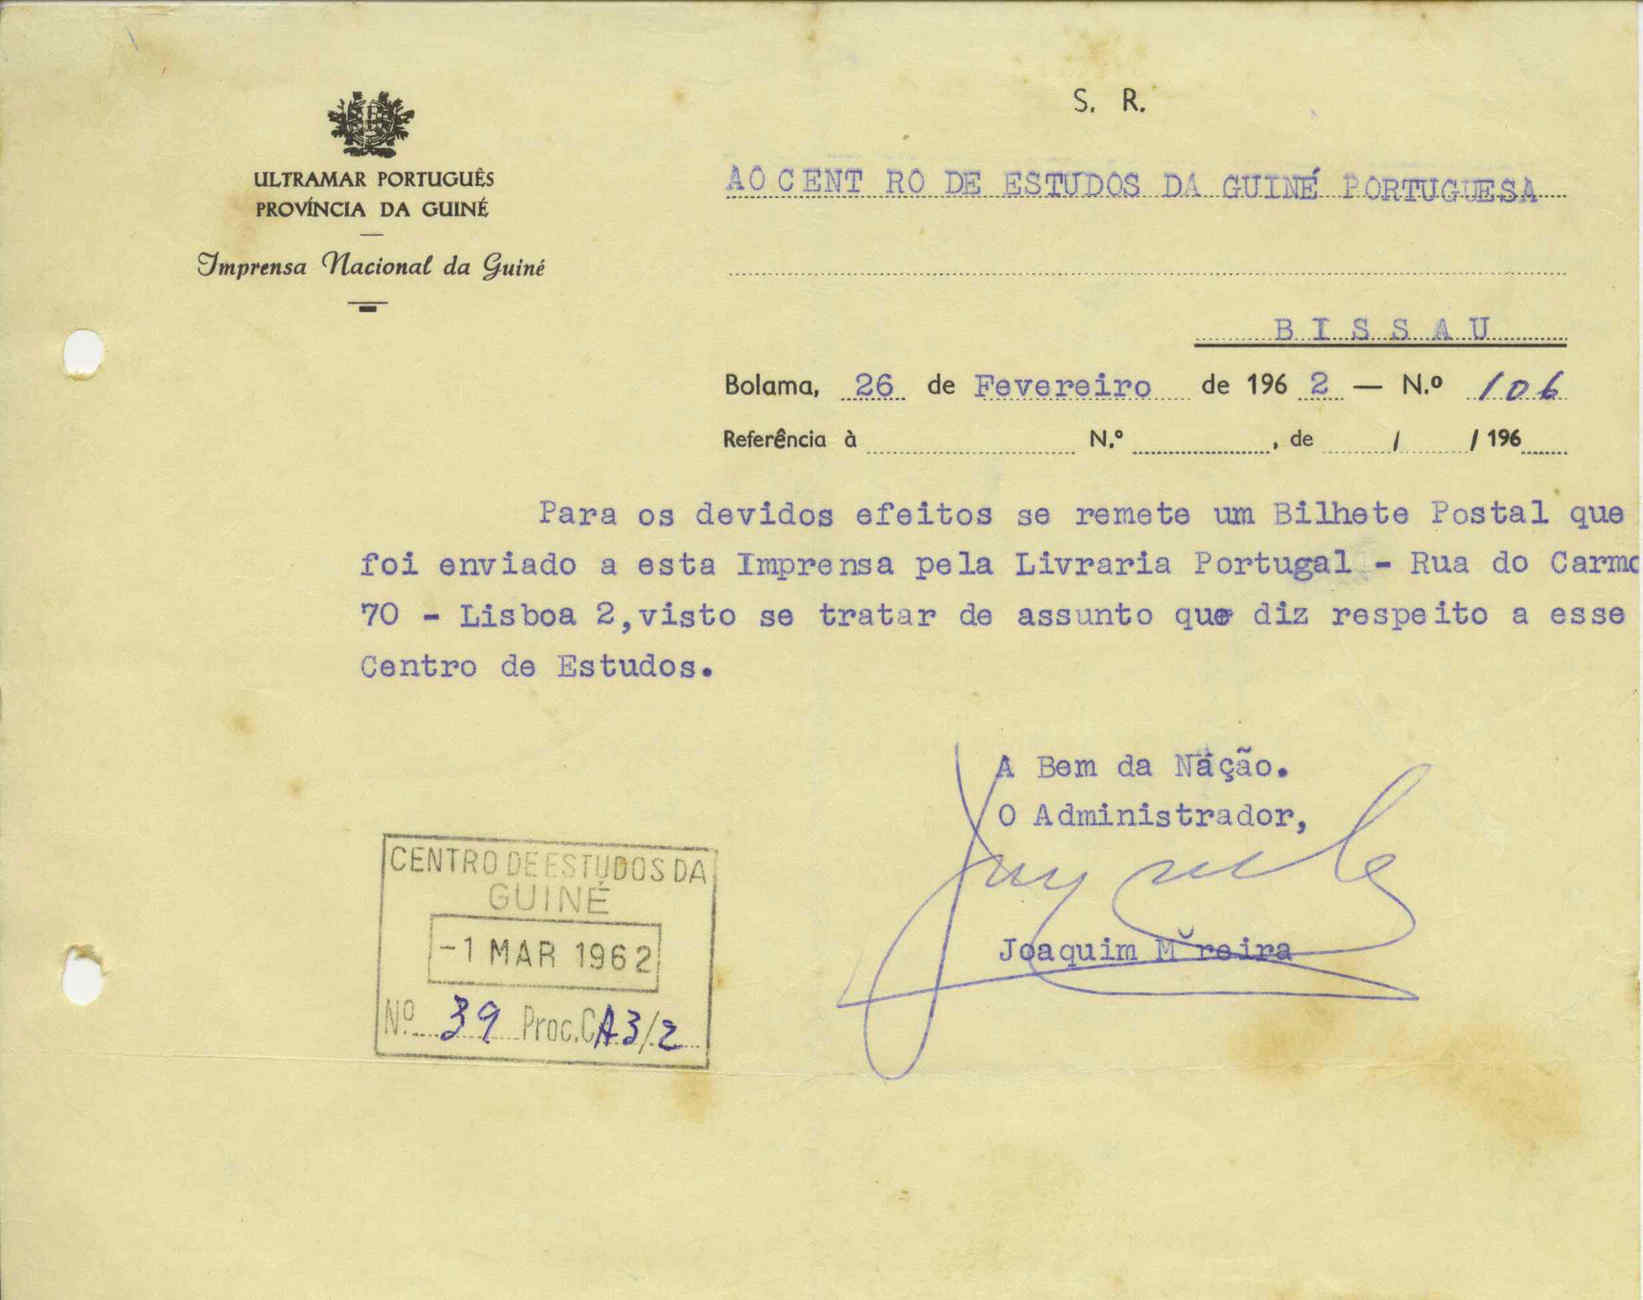 ULTRAMAR PORTUGUÊS
PROVÍNCIA DA GUINÉ
Imprensa Nacional da Guiné
S. R.
AO CENT RO DE ESTUDOS DA GUINÉ PORTUGUESA
BISSAU
Bolama, 26 de Fevereiro de 1962 — N.º 106
Referência à N.º , de / / 196
Para os devidos efeitos se remete um Bilhete Postal que
foi enviado a esta Imprensa pela Livraria Portugal - Rua do Carmo
70 - Lisboa 2,visto se tratar de assunto que diz respeito a esse
Centro de Estudos.
A Bem da Nação.
O Administrador,
Joaquim Moreira
CENTRO DE ESTUDOS DA
GUINÉ
-1 MAR 1962
Nº 39 Proc. CA3/2